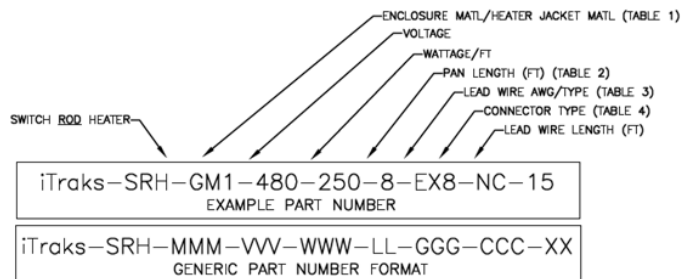 ENCLOSURE MATL/HEATER JACKET MATL (TABLE 1)
VOLTAGE
WATTAGE/FT
PAN LENGTH (FT) (TABLE 2)
LEAD WIRE AWG/TYPE (TABLE 3)
CONNECTOR TYPE (TABLE 4)
LEAD WIRE LENGTH (FT)
SWITCH ROD HEATER
iTraks-SRH-GM1-480-250-8-EX8-NC-15
EXAMPLE PART NUMBER
iTraks-SRH-MMM-VVV-WWW-LL-GGG-CCC-XX
GENERIC PART NUMBER FORMAT